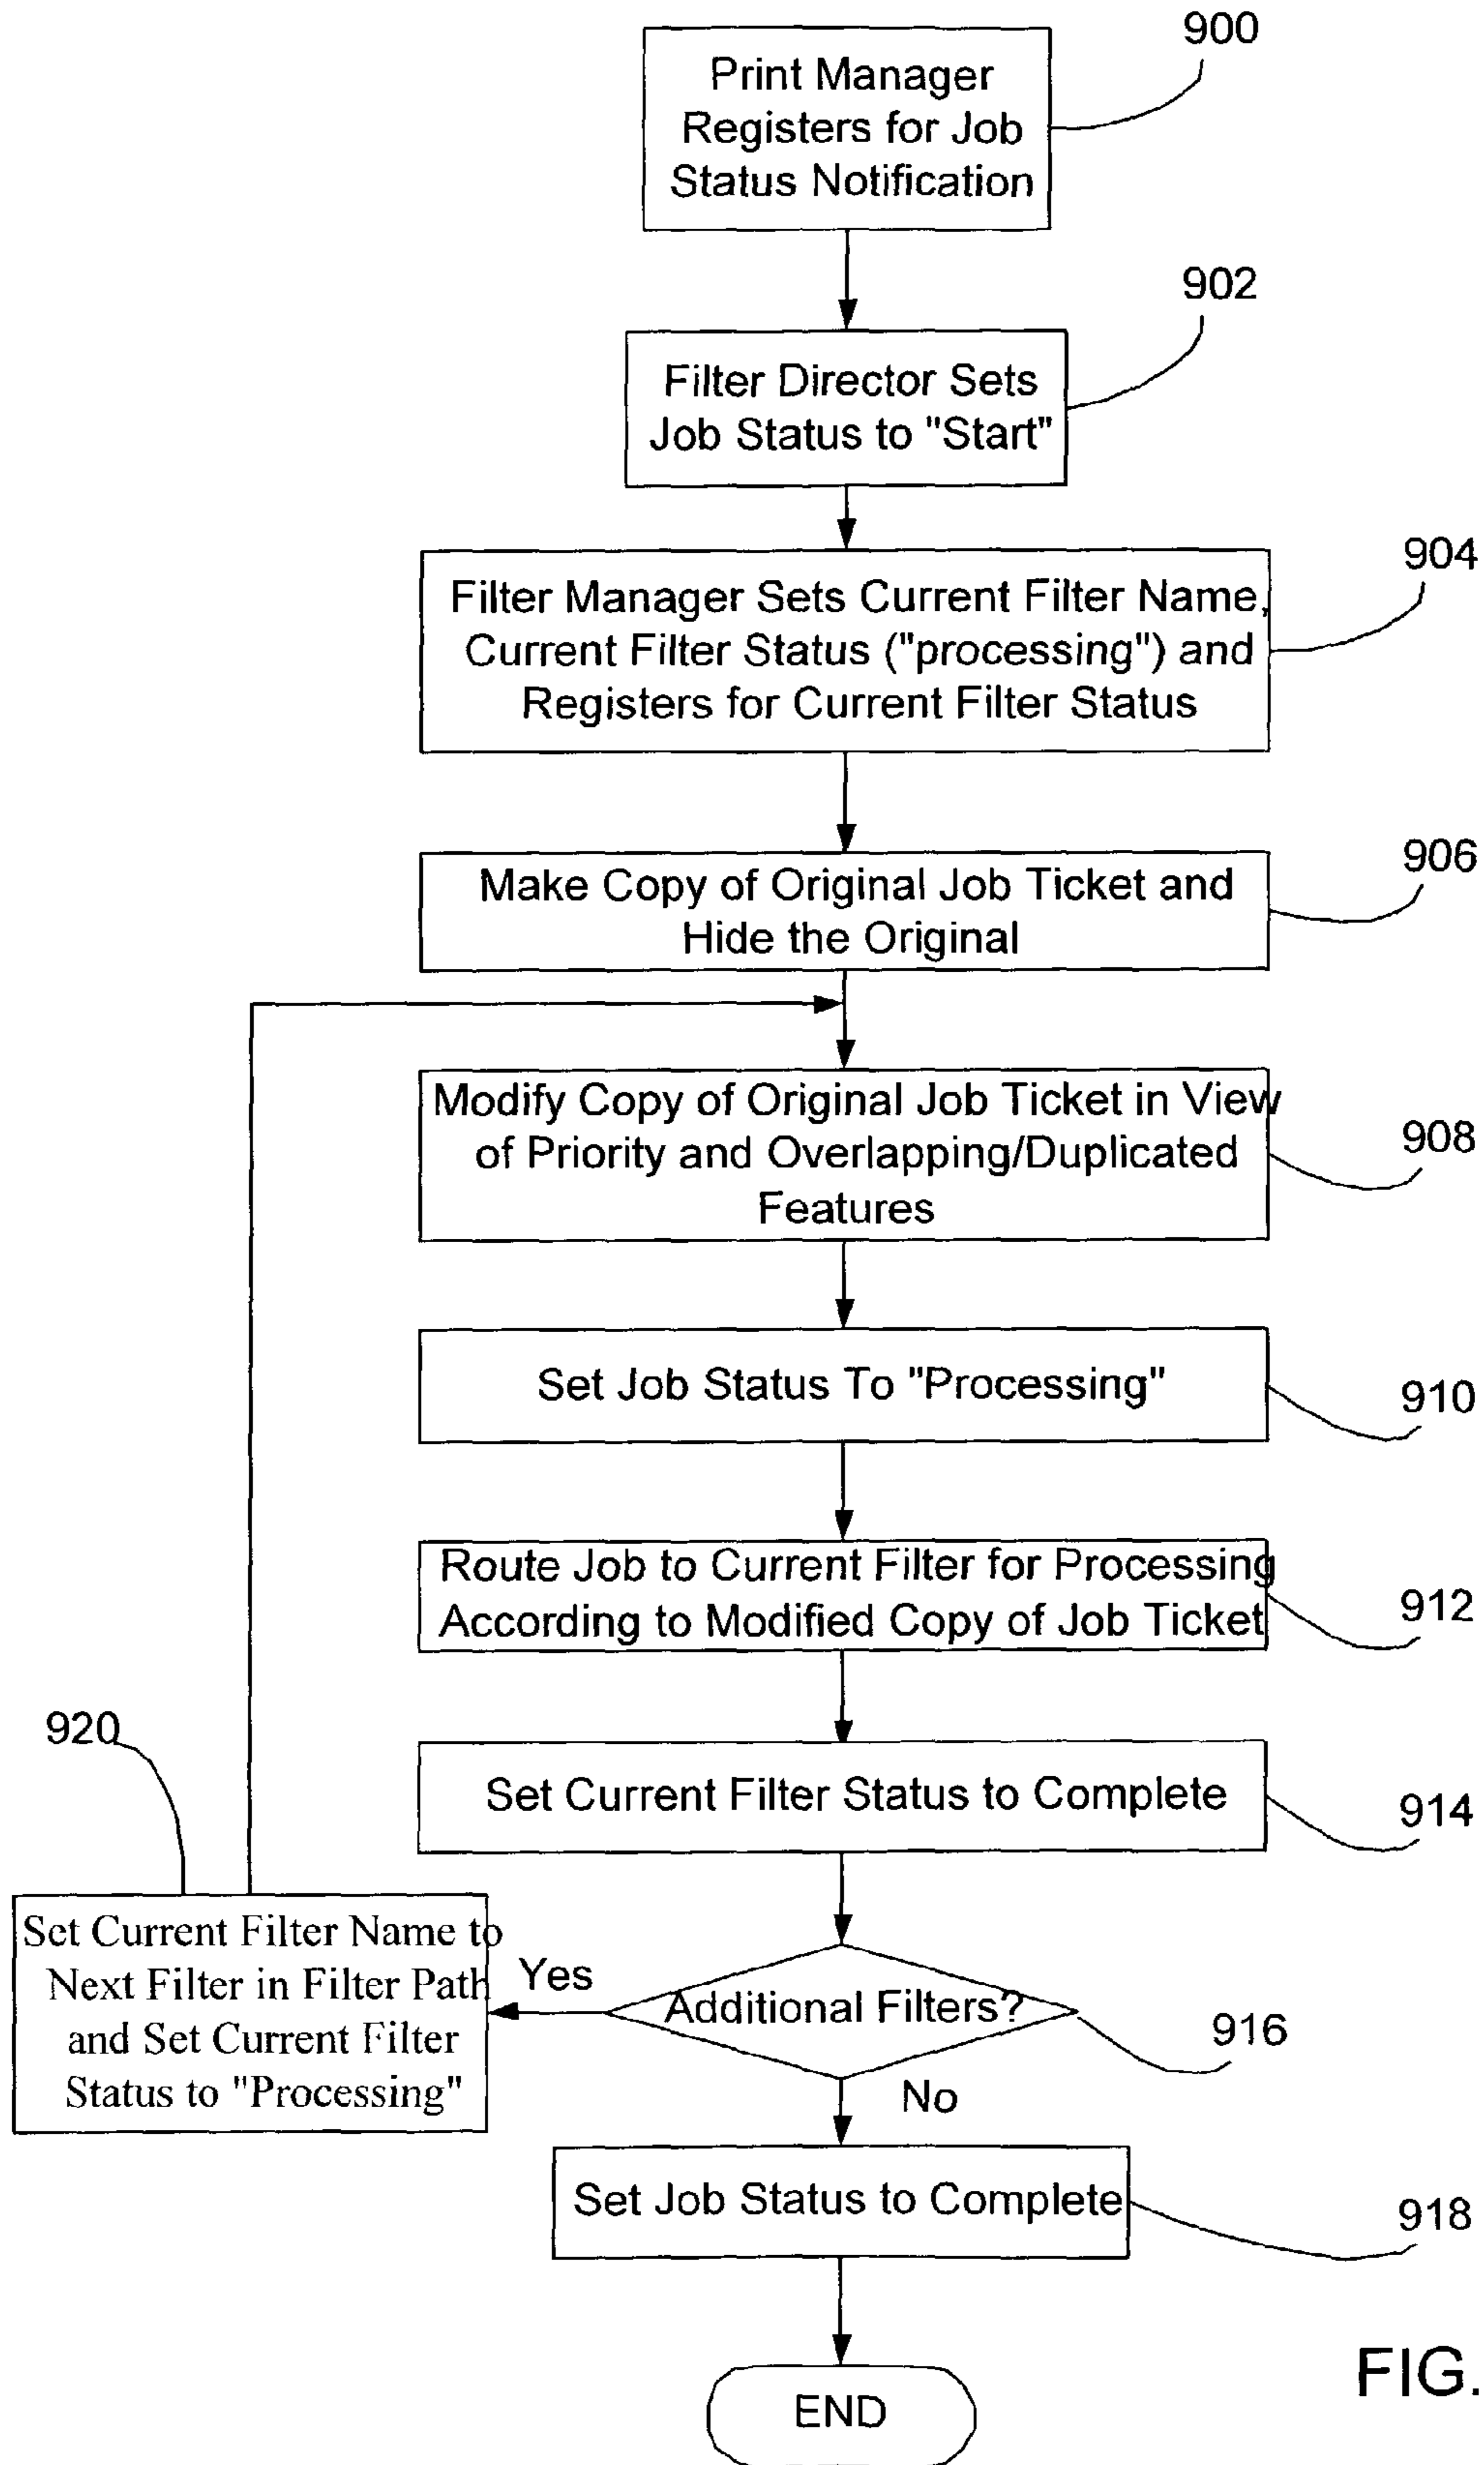 900
Print Manager
Registers for Job
Status Notification
902
Filter Director Sets
Job Status to "Start"
904
Filter Manager Sets Current Filter Name,
Current Filter Status ("processing") and
Registers for Current Filter Status
906
Make Copy of Original Job Ticket and
Hide the Original
Modify Copy of Original Job Ticket in View
of Priority and Overlapping/Duplicated
Features
908
Set Job Status To "Processing"
910
Route Job to Current Filter for Processing
According to Modified Copy of Job Ticket
912
920
Set Current Filter Status to Complete
914
Set Current Filter Name to
Next Filter in Filter Path
and Set Current Filter
Status to "Processing"
Yes
Additional Filters?
916
No
Set Job Status to Complete
918
FIG.
END